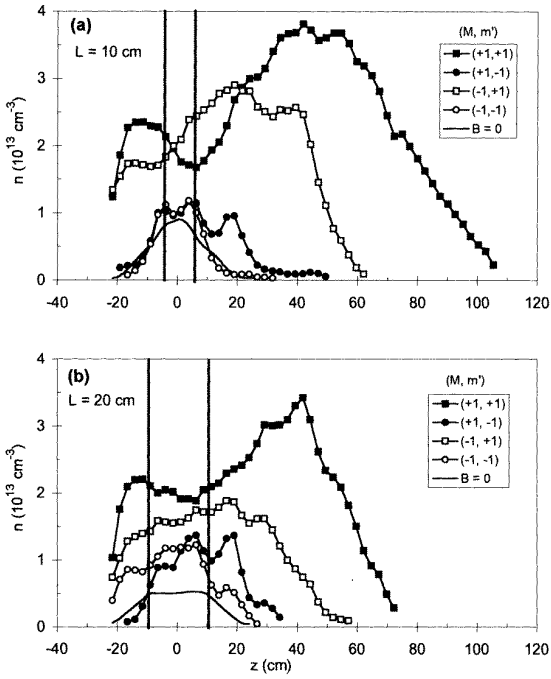 (a)
L = 10 cm
(M, m')
(+1,+1)
(+1,-1)
(-1,+1)
(-1,-1)
B = 0
n (10^13 cm^-3)
4
3
2
1
0
-40 -20 0 20 40 60 80 100 120
(b)
L = 20 cm
(M, m')
(+1, +1)
(+1, -1)
(-1, +1)
(-1, -1)
B = 0
n (10^13 cm^-3)
4
3
2
1
0
-40 -20 0 20 40 60 80 100 120
z (cm)